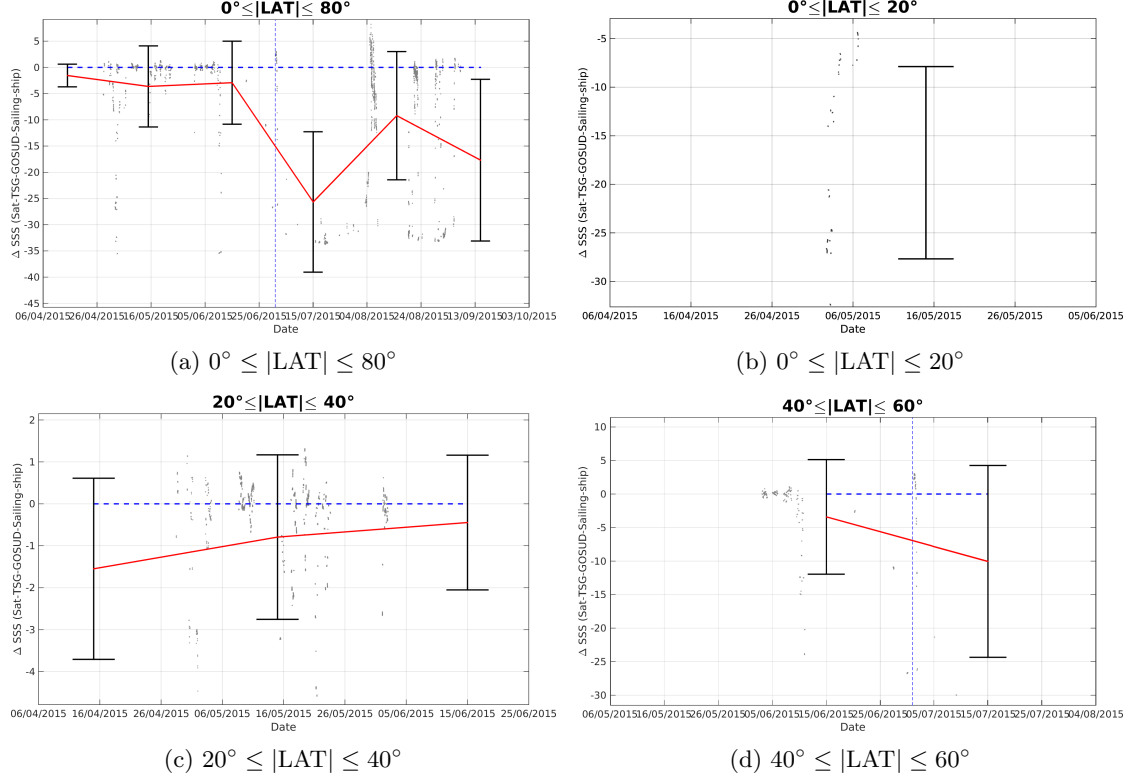 0°≤|LAT|≤ 80°
Δ SSS (Sat-TSG-GOSUD-Sailing-ship)
5
0
-5
-10
-15
-20
-25
-30
-35
-40
-45
06/04/2015 26/04/2015 16/05/2015 05/06/2015 25/06/2015 15/07/2015 04/08/2015 24/08/2015 13/09/2015 03/10/2015
Date
(a) 0° ≤ |LAT| ≤ 80°
0°≤|LAT|≤ 20°
Δ SSS (Sat-TSG-GOSUD-Sailing-ship)
-5
-10
-15
-20
-25
-30
06/04/2015 16/04/2015 26/04/2015 06/05/2015 16/05/2015 26/05/2015 05/06/2015
Date
(b) 0° ≤ |LAT| ≤ 20°
20°≤|LAT|≤ 40°
Δ SSS (Sat-TSG-GOSUD-Sailing-ship)
2
1
0
-1
-2
-3
-4
06/04/2015 16/04/2015 26/04/2015 06/05/2015 16/05/2015 26/05/2015 05/06/2015 15/06/2015 25/06/2015
Date
(c) 20° ≤ |LAT| ≤ 40°
40°≤|LAT|≤ 60°
Δ SSS (Sat-TSG-GOSUD-Sailing-ship)
10
5
0
-5
-10
-15
-20
-25
-30
06/05/2015 16/05/2015 26/05/2015 05/06/2015 15/06/2015 25/06/2015 05/07/2015 15/07/2015 25/07/2015 04/08/2015
Date
(d) 40° ≤ |LAT| ≤ 60°